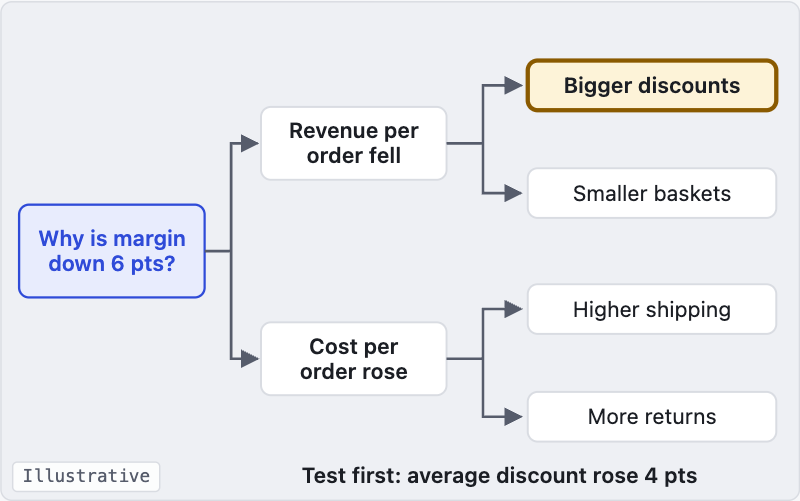 Why is margin
down 6 pts?
Revenue per
order fell
Bigger discounts
Smaller baskets
Cost per
order rose
Higher shipping
More returns
Illustrative
Test first: average discount rose 4 pts